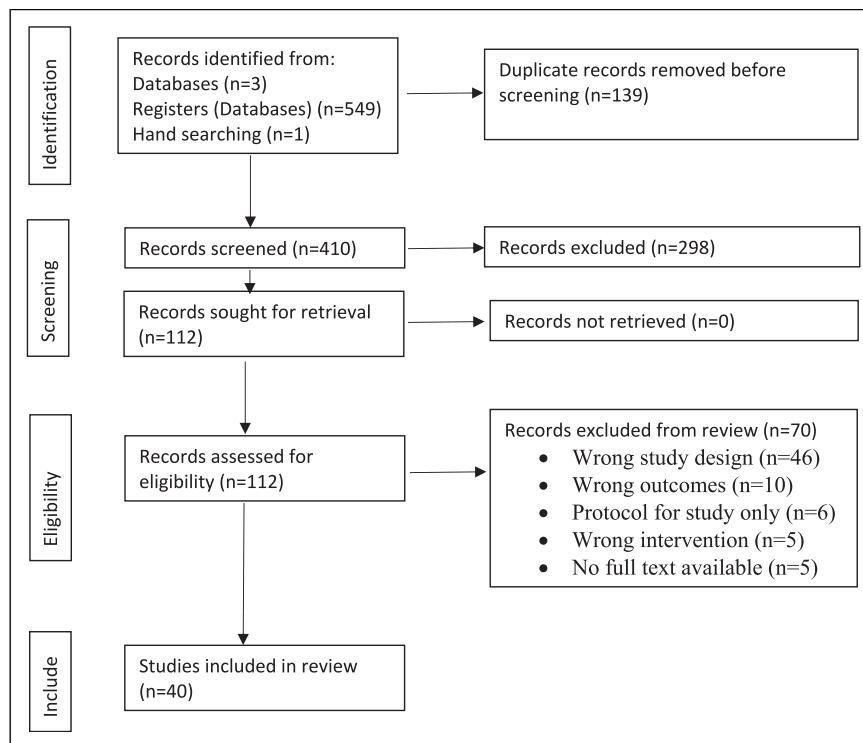 Identification
Records identified from:
Databases (n=3)
Registers (Databases) (n=549)
Hand searching (n=1)
Duplicate records removed before
screening (n=139)
Screening
Records screened (n=410)
Records excluded (n=298)
Records sought for retrieval
(n=112)
Records not retrieved (n=0)
Eligibility
Records assessed for
eligibility (n=112)
Records excluded from review (n=70)
• Wrong study design (n=46)
• Wrong outcomes (n=10)
• Protocol for study only (n=6)
• Wrong intervention (n=5)
• No full text available (n=5)
Include
Studies included in review
(n=40)